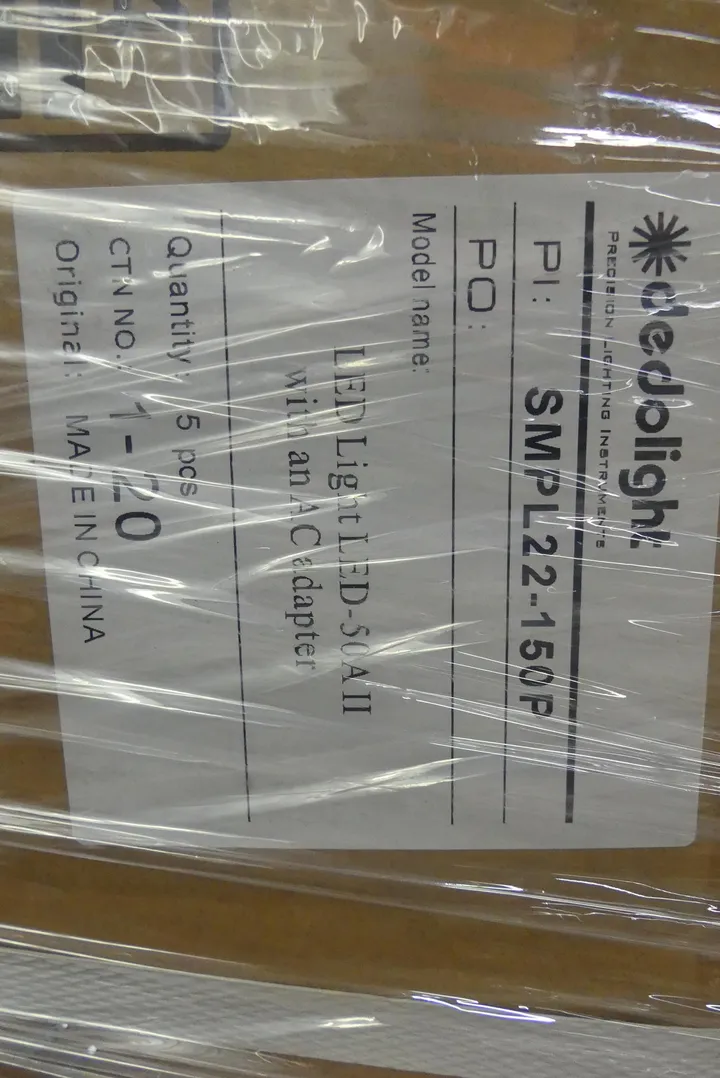 dedolight
PRECISION LIGHTING INSTRUMENTS
PI: SMPL22-150P
PO:
Model name:
LED Light LED-50A II
with an AC adapter
Quantity: 5 pcs
CTN NO.: 1-20
Original: MADE IN CHINA